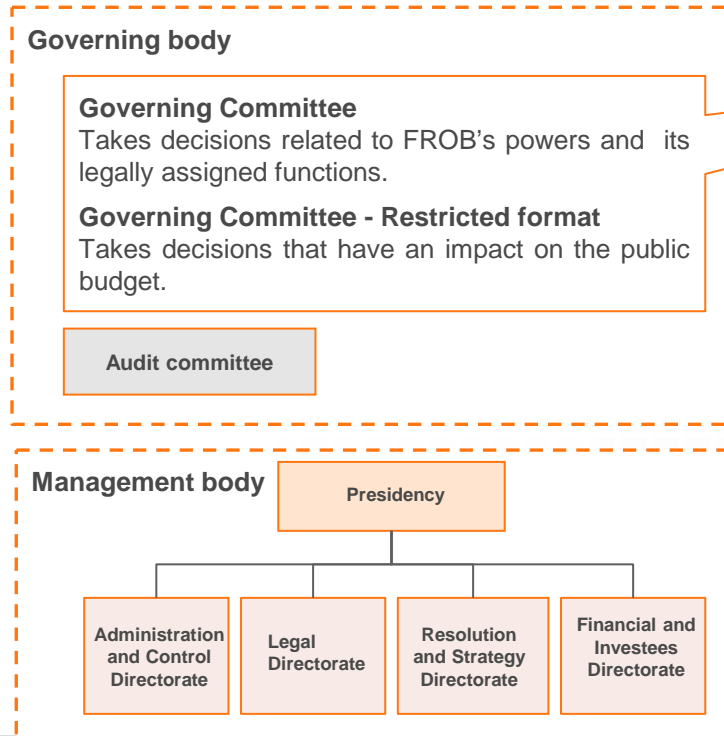 Governing body
Governing Committee
Takes decisions related to FROB's powers and its
legally assigned functions.
Governing Committee - Restricted format
Takes decisions that have an impact on the public
budget.
Audit committee
Management body
Presidency
Administration
and Control
Directorate
Legal
Directorate
Resolution
and Strategy
Directorate
Financial and
Investees
Directorate